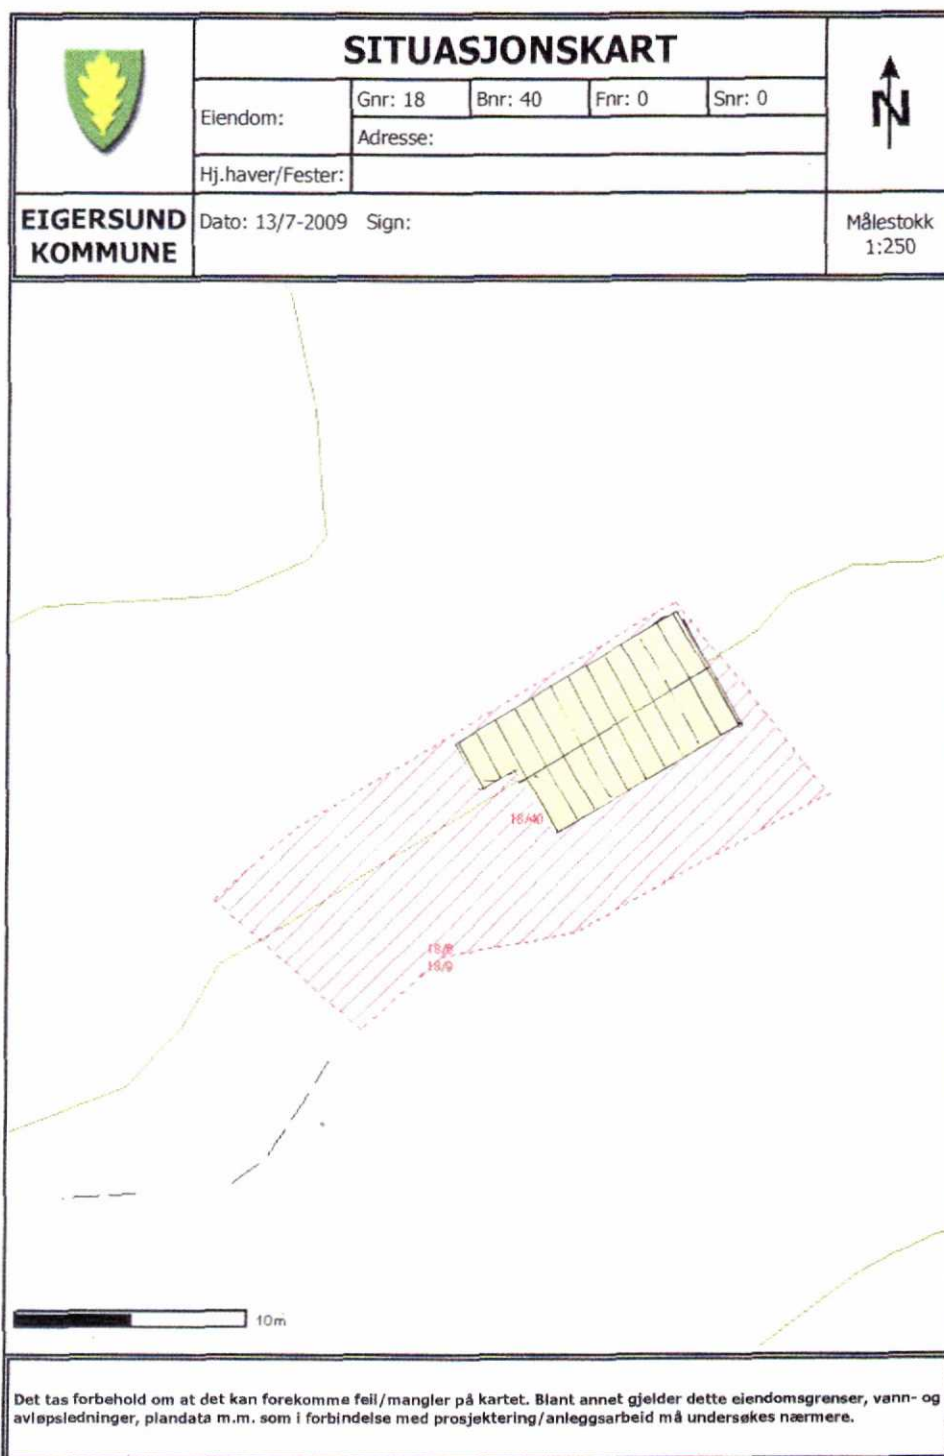 SITUASJONSKART
Eiendom:
Gnr: 18
Bnr: 40
Fnr: 0
Snr: 0
Adresse:
Hj.haver/Fester:
N
EIGERSUND
KOMMUNE
Dato: 13/7-2009 Sign:
Målestokk
1:250
18/40
18/8
18/9
10m
Det tas forbehold om at det kan forekomme feil/mangler på kartet. Blant annet gjelder dette eiendomsgrenser, vann- og
avløpsledninger, plandata m.m. som i forbindelse med prosjektering/anleggsarbeid må undersøkes nærmere.